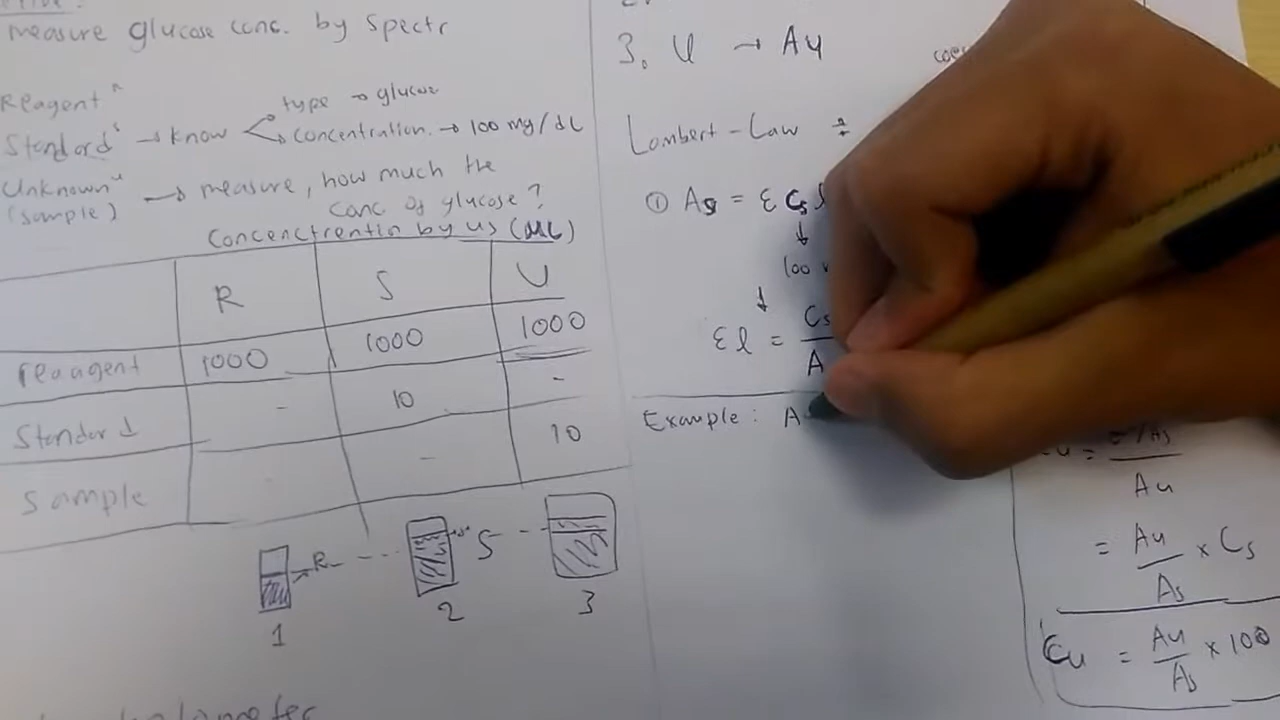 measure glucose conc. by Spectr
Reagent R
type → glucose
Standard S → know
concentration. → 100 mg/dL
Unknown u → measure, how much the
(sample)
conc of glucose ?
Concenctrentin by us (ML)
R S U
reaagent 1000 1000 1000
Standard - 10 -
Sample - 10
R S
1 2 3
3. U → Au
Lambert-Law ÷
① As = ε Cs l
↓
100
↓
εl = Cs
A
Example: A
Au
= Au × Cs
As
Cu = Au × 100
As